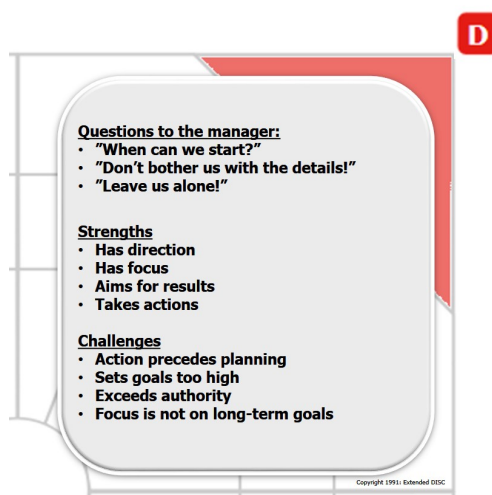 D
Questions to the manager:
• ”When can we start?”
• ”Don’t bother us with the details!”
• ”Leave us alone!”
Strengths
• Has direction
• Has focus
• Aims for results
• Takes actions
Challenges
• Action precedes planning
• Sets goals too high
• Exceeds authority
• Focus is not on long-term goals
Copyright 1991: Extended DISC